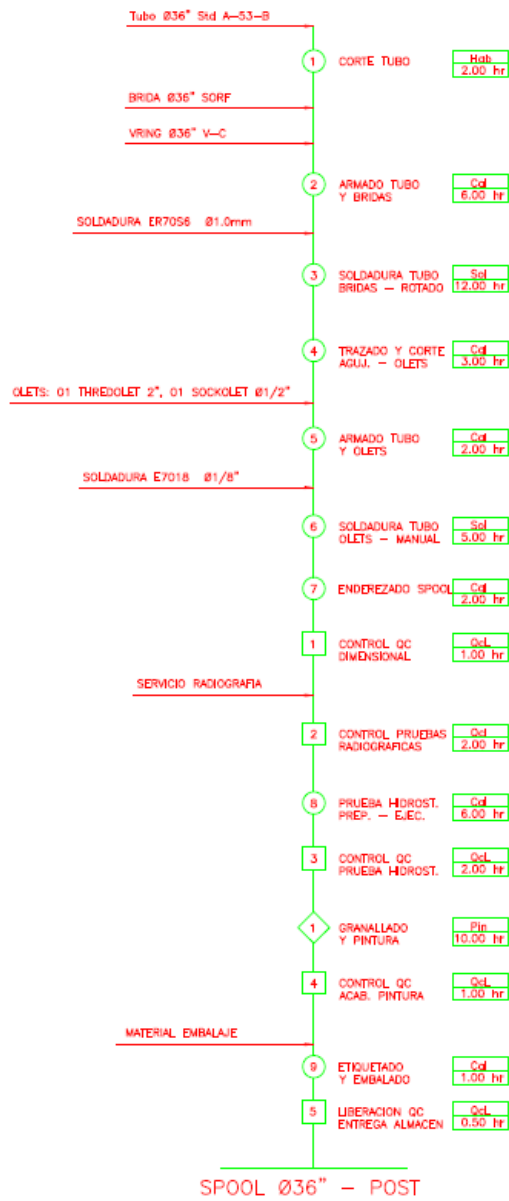 Tubo Ø36" Std A-53-B
1 CORTE TUBO Hab
2.00 hr
BRIDA Ø36" SORF
VRING Ø36" V-C
2 ARMADO TUBO Cal
Y BRIDAS 6.00 hr
SOLDADURA ER70S6 Ø1.0mm
3 SOLDADURA TUBO Sol
BRIDAS - ROTADO 12.00 hr
4 TRAZADO Y CORTE Cal
AGUJ. - OLETS 3.00 hr
OLETS: 01 THREDOLET 2", 01 SOCKOLET Ø1/2"
5 ARMADO TUBO Cal
Y OLETS 2.00 hr
SOLDADURA E7018 Ø1/8"
6 SOLDADURA TUBO Sol
OLETS - MANUAL 5.00 hr
7 ENDEREZADO SPOOL Cal
2.00 hr
1 CONTROL QC QcL
DIMENSIONAL 1.00 hr
SERVICIO RADIOGRAFIA
2 CONTROL PRUEBAS QcL
RADIOGRAFICAS 2.00 hr
8 PRUEBA HIDROST. Cal
PREP. - EJEC. 6.00 hr
3 CONTROL QC QcL
PRUEBA HIDROST. 2.00 hr
1 GRANALLADO Pin
Y PINTURA 10.00 hr
4 CONTROL QC QcL
ACAB. PINTURA 1.00 hr
MATERIAL EMBALAJE
9 ETIQUETADO Cal
Y EMBALADO 1.00 hr
5 LIBERACION QC QcL
ENTREGA ALMACEN 0.50 hr
SPOOL Ø36" - POST